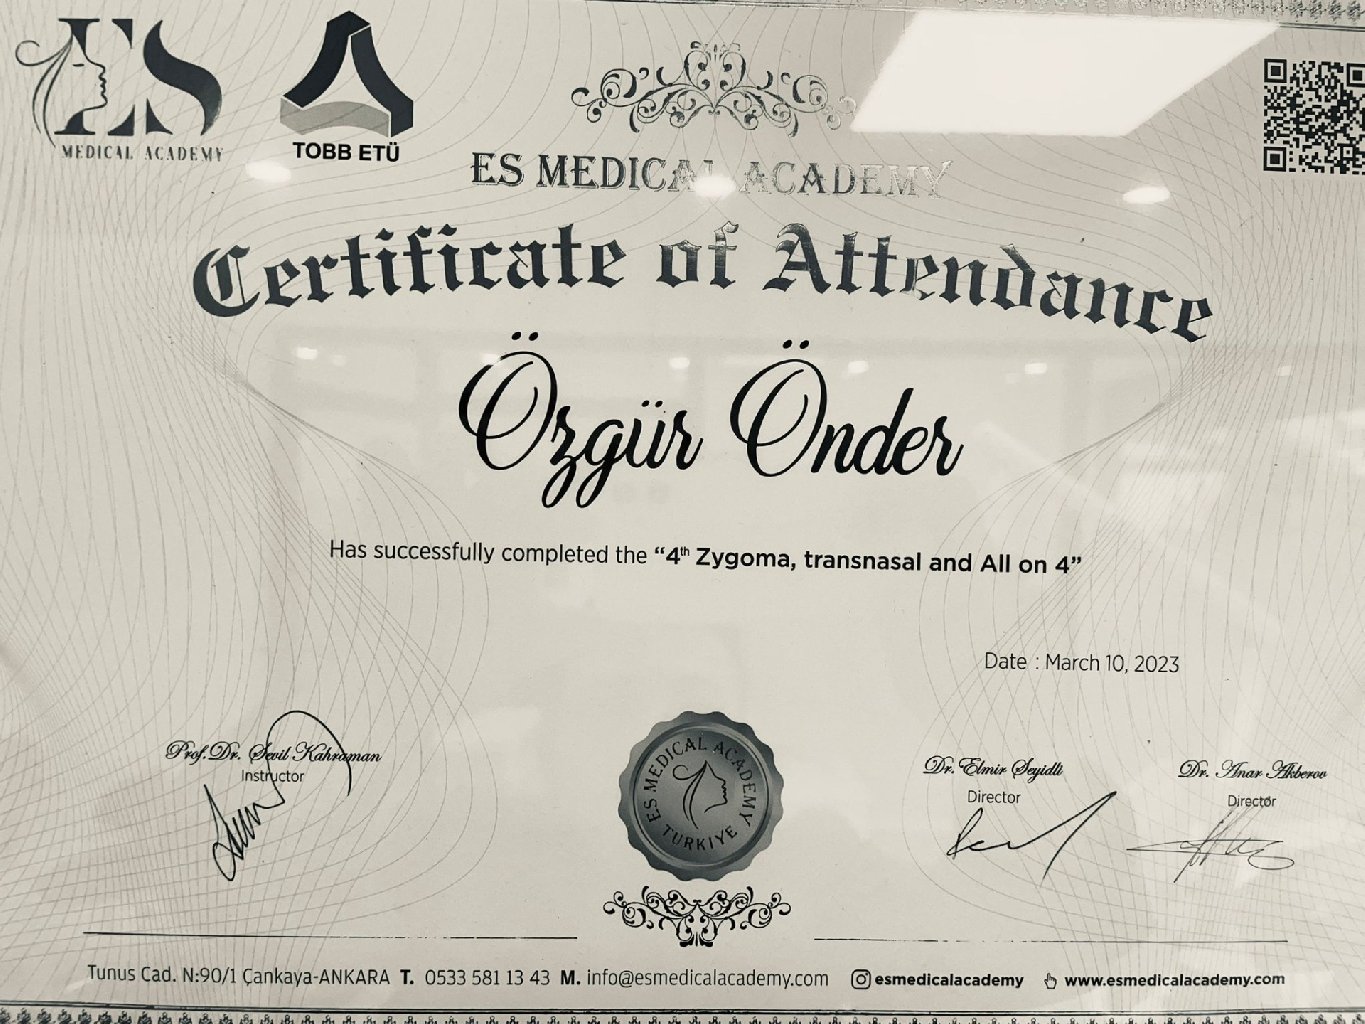 ES
MEDICAL ACADEMY
TOBB ETÜ
ES MEDICAL ACADEMY
Certificate of Attendance
Özgür Önder
Has successfully completed the “4th Zygoma, transnasal and All on 4”
Date : March 10, 2023
Prof. Dr. Sevil Kahraman
Instructor
Dr. Elmir Seyidli
Director
Dr. Anar Akberov
Director
ES MEDICAL ACADEMY
TURKIYE
Tunus Cad. N:90/1 Çankaya-ANKARA T. 0533 581 13 43 M. info@esmedicalacademy.com esmedicalacademy www.esmedicalacademy.com